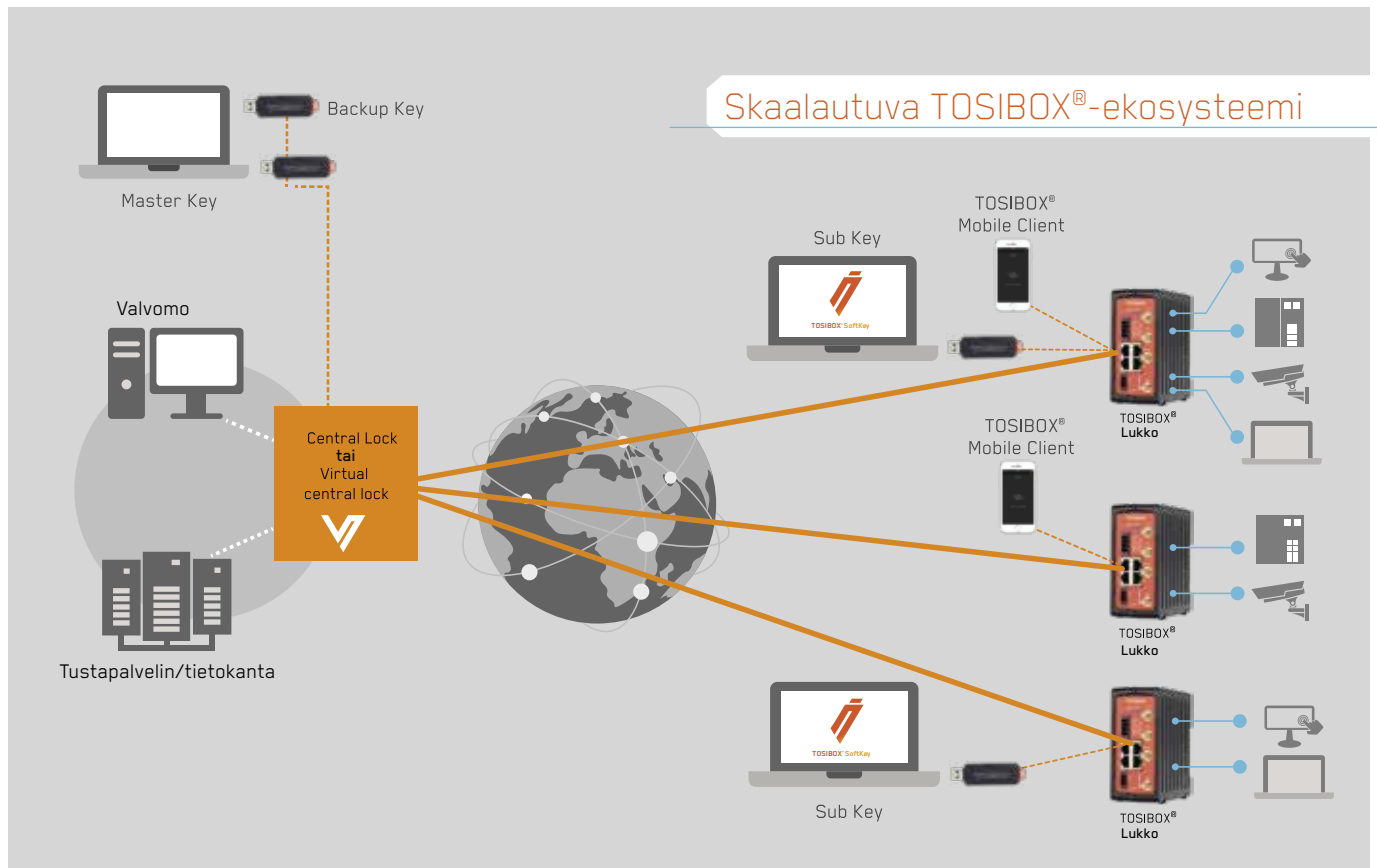 Skaalautuva TOSIBOX®-ekosysteemi
Backup Key
Master Key
Valvomo
Central Lock
tai
Virtual
central lock
Tustapalvelin/tietokanta
TOSIBOX®
Mobile Client
Sub Key
TOSIBOX® SoftKey
TOSIBOX®
Lukko
TOSIBOX®
Mobile Client
TOSIBOX®
Lukko
TOSIBOX® SoftKey
Sub Key
TOSIBOX®
Lukko